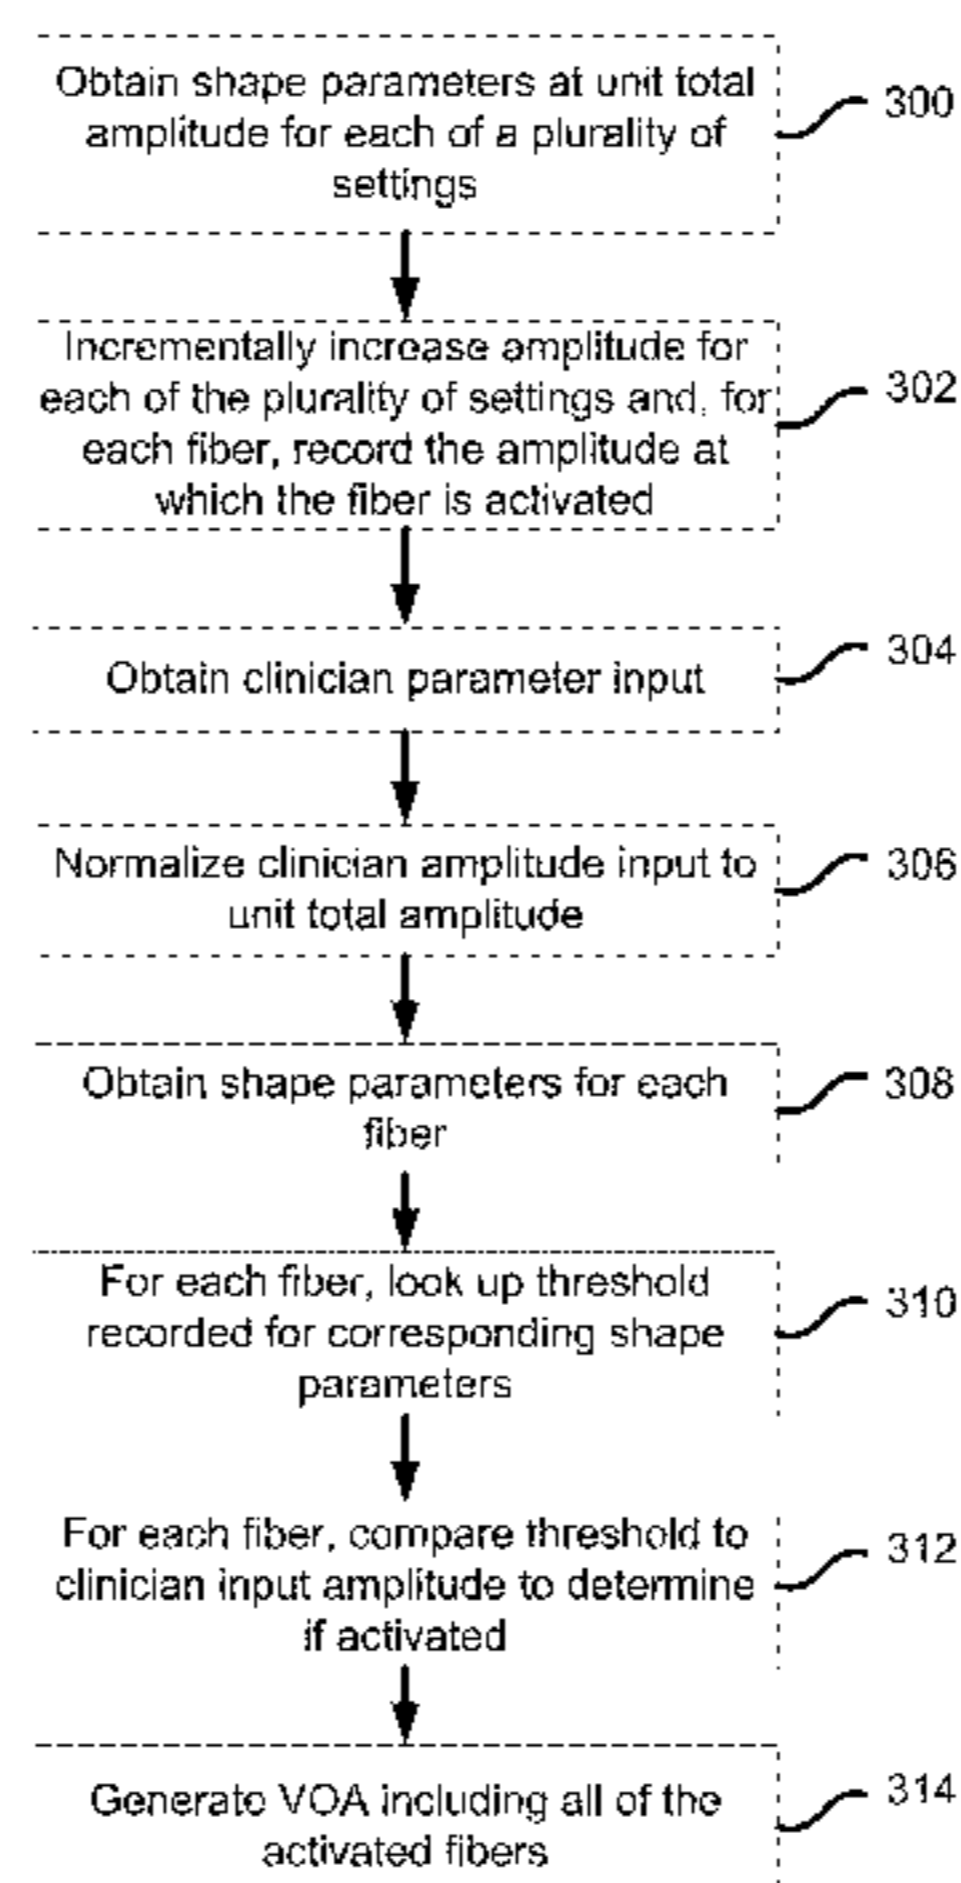 Obtain shape parameters at unit total
amplitude for each of a plurality of
settings
300
Incrementally increase amplitude for
each of the plurality of settings and, for
each fiber, record the amplitude at
which the fiber is activated
302
Obtain clinician parameter input
304
Normalize clinician amplitude input to
unit total amplitude
306
Obtain shape parameters for each
fiber
308
For each fiber, look up threshold
recorded for corresponding shape
parameters
310
For each fiber, compare threshold to
clinician input amplitude to determine
if activated
312
Generate VOA including all of the
activated fibers
314